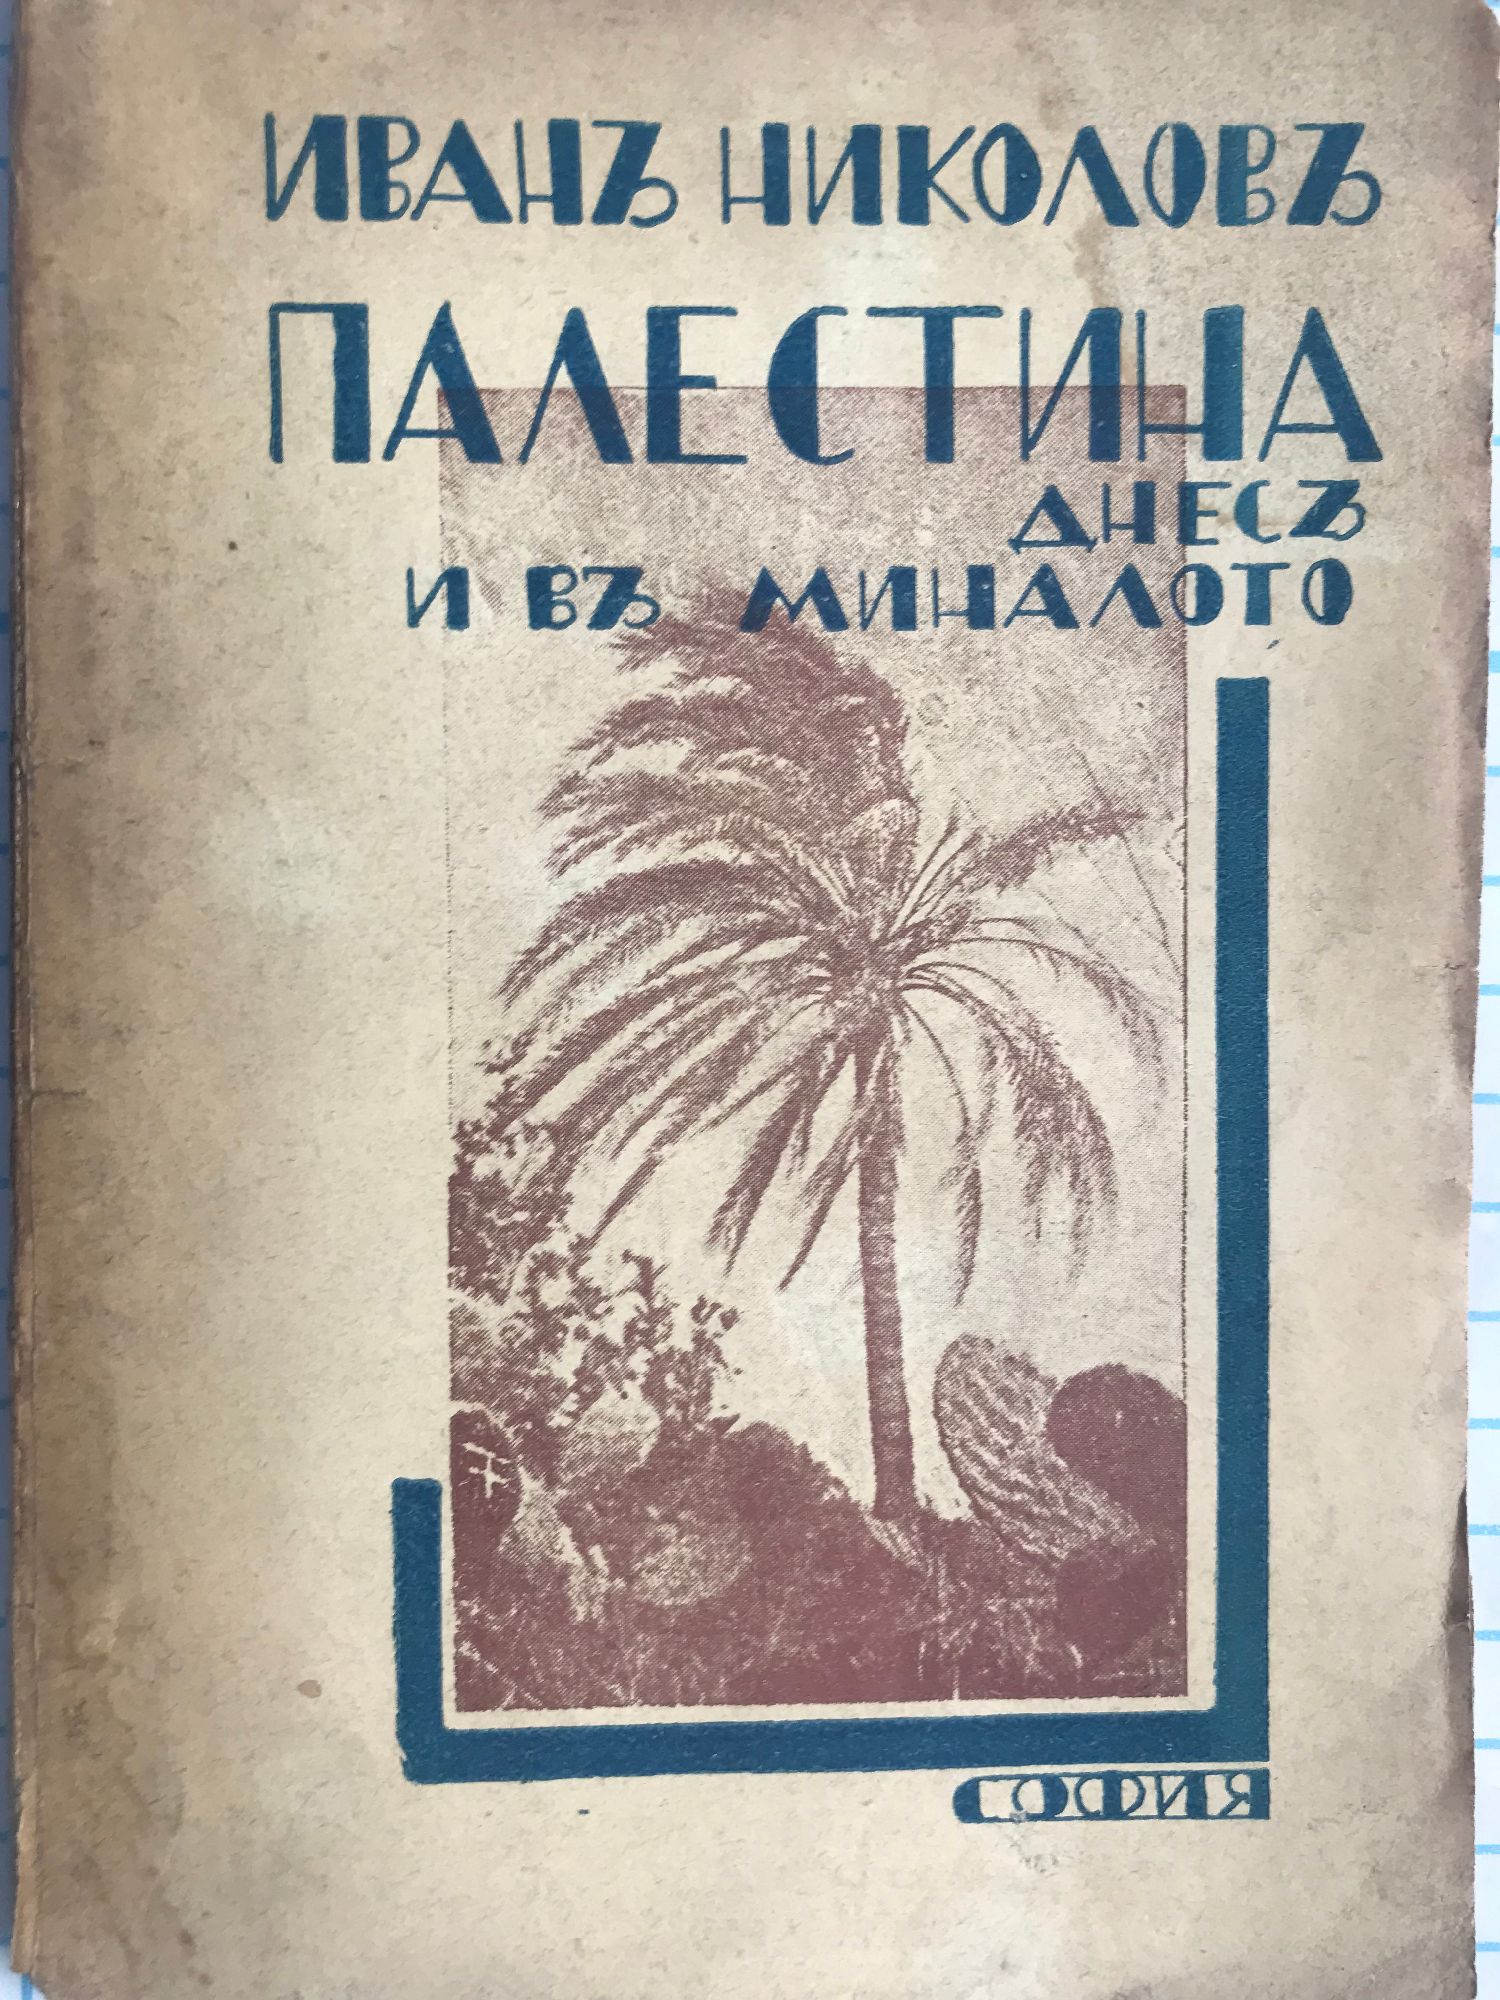 ИВАНЪ НИКОЛОВЪ
ПАЛЕСТИНА
ДНЕСЪ
И ВЪ МИНАЛОТО
СОФИЯ